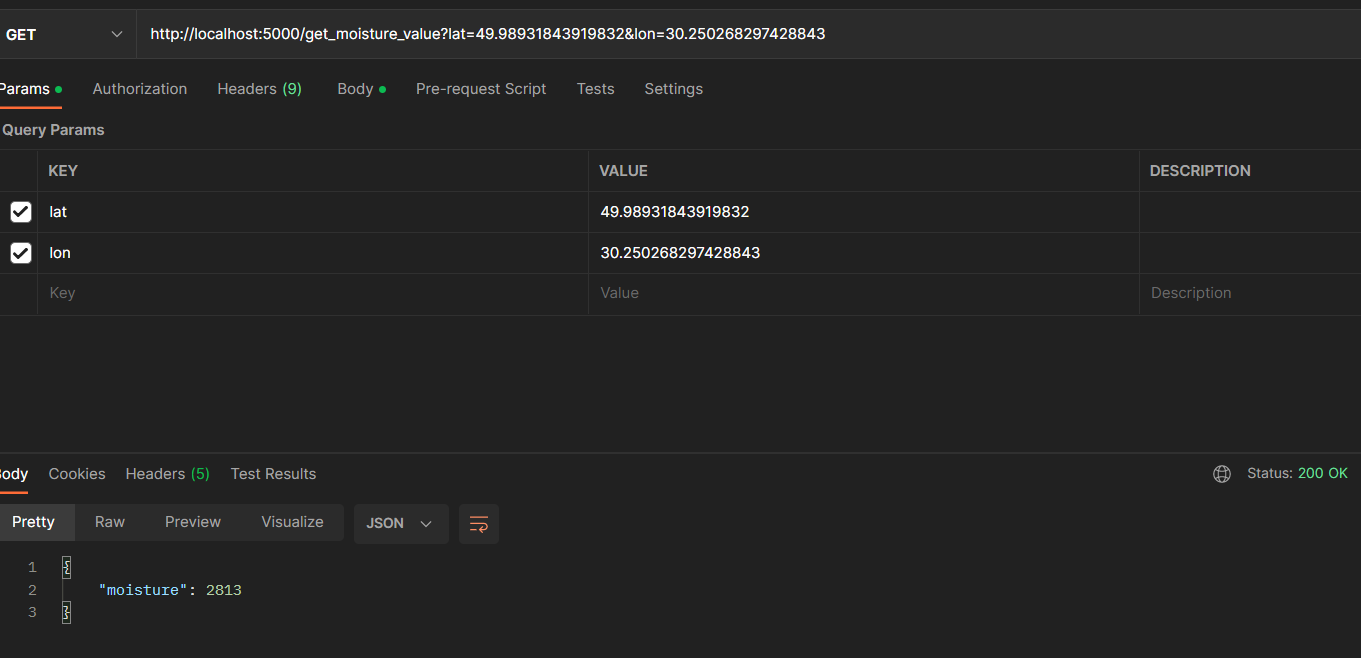 GET http://localhost:5000/get_moisture_value?lat=49.98931843919832&lon=30.250268297428843
Params Authorization Headers (9) Body Pre-request Script Tests Settings
Query Params
KEY VALUE DESCRIPTION
lat 49.98931843919832
lon 30.250268297428843
Key Value Description
Body Cookies Headers (5) Test Results Status: 200 OK
Pretty Raw Preview Visualize JSON
1 {
2 "moisture": 2813
3 }